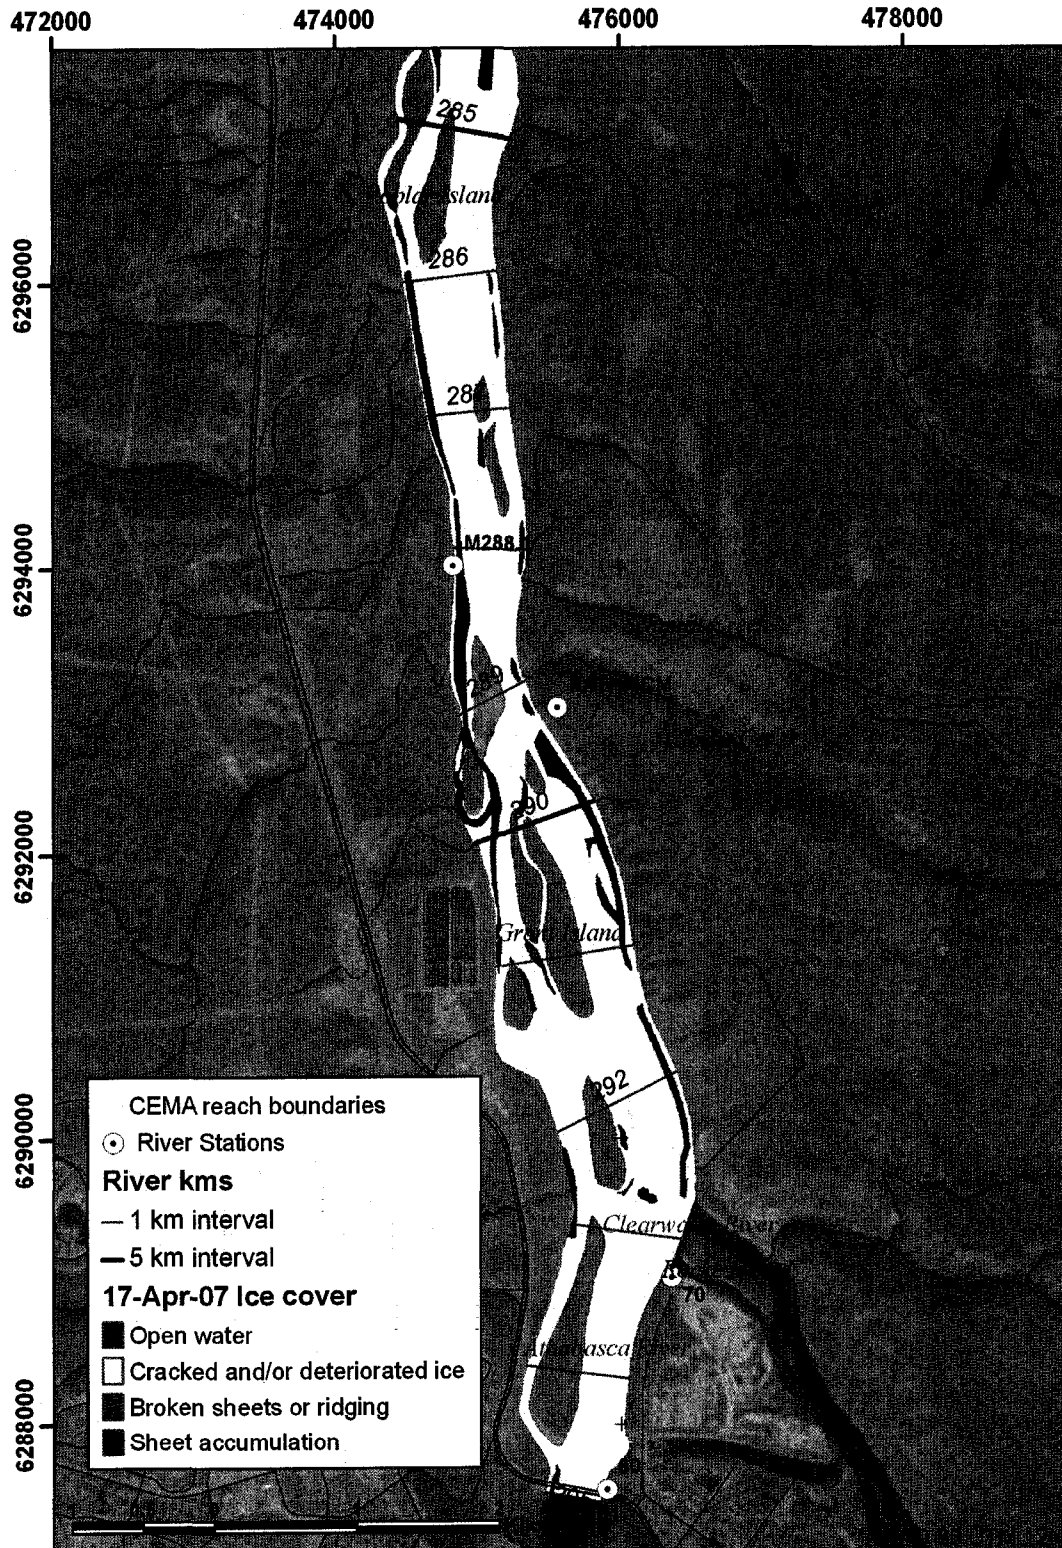 472000 474000 476000 478000
285
286
6296000
M288
6294000
289
290
6292000
Island
292
6290000
River
70
6288000
CEMA reach boundaries
River Stations
River kms
1 km interval
5 km interval
17-Apr-07 Ice cover
Open water
Cracked and/or deteriorated ice
Broken sheets or ridging
Sheet accumulation